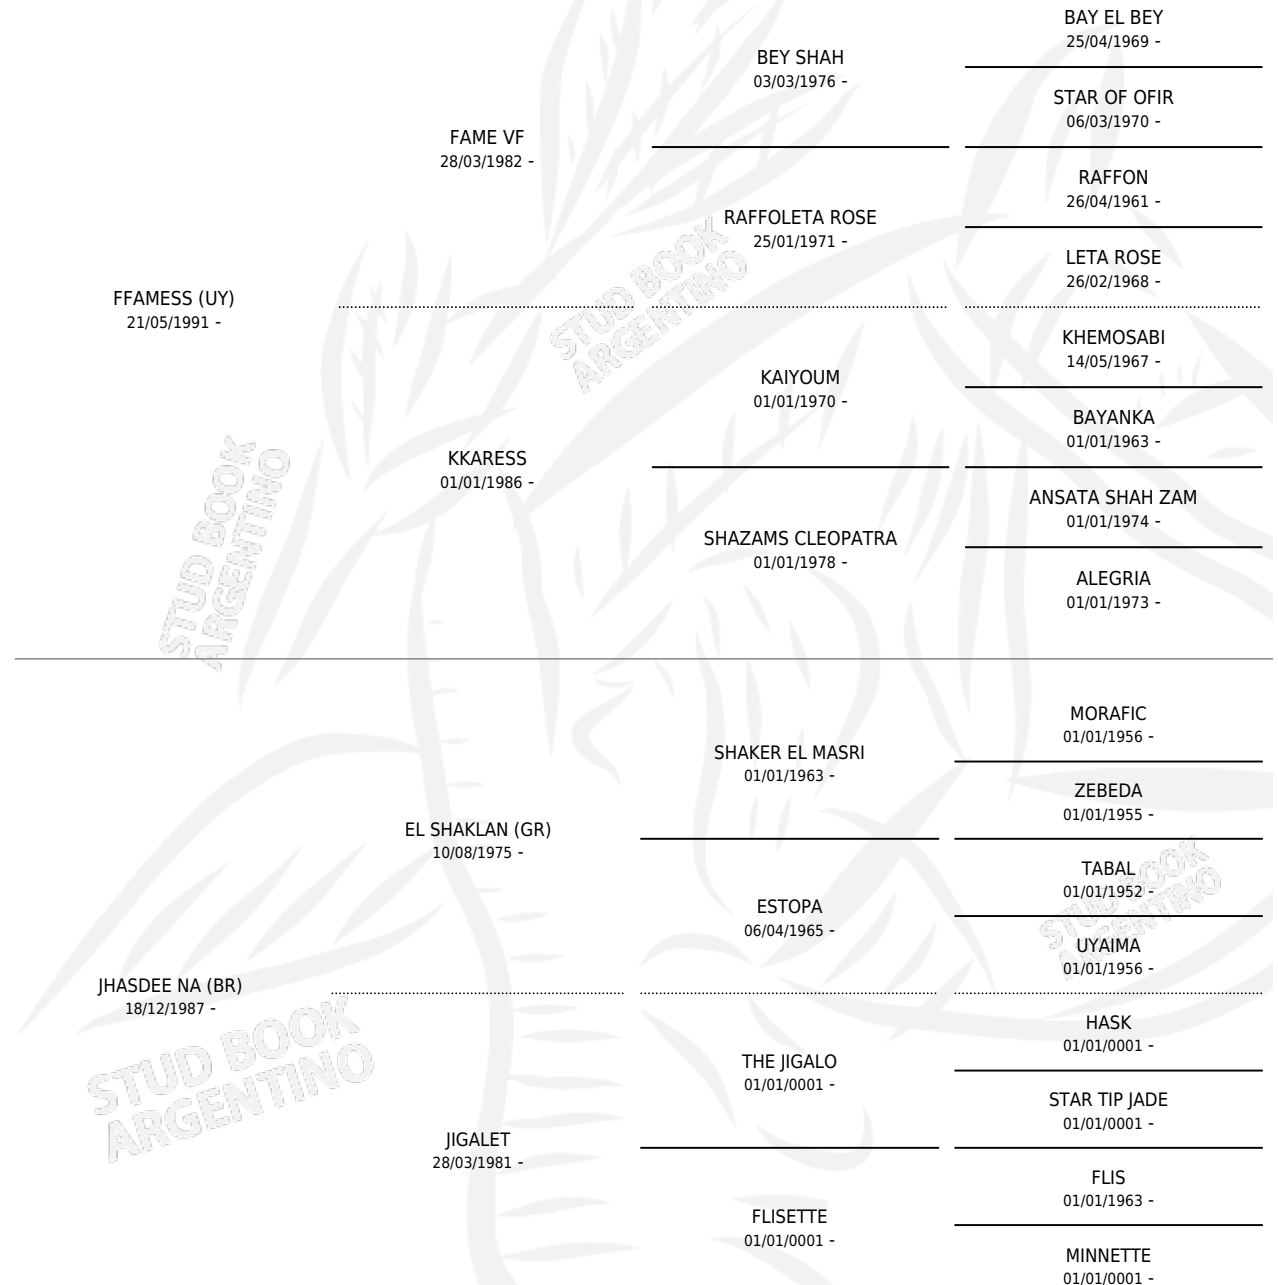 BAY EL BEY
25/04/1969 -
BEY SHAH
03/03/1976 -
STAR OF OFIR
06/03/1970 -
FAME VF
28/03/1982 -
RAFFON
26/04/1961 -
RAFFOLETA ROSE
25/01/1971 -
LETA ROSE
26/02/1968 -
FFAMESS (UY)
21/05/1991 -
KHEMOSABI
14/05/1967 -
KAIYOUM
01/01/1970 -
BAYANKA
01/01/1963 -
KKARESS
01/01/1986 -
ANSATA SHAH ZAM
01/01/1974 -
SHAZAMS CLEOPATRA
01/01/1978 -
ALEGRIA
01/01/1973 -
STUD BOOK
ARGENTINO
STUD BOOK
ARGENTINO
MORAFIC
01/01/1956 -
SHAKER EL MASRI
01/01/1963 -
ZEBEDA
01/01/1955 -
EL SHAKLAN (GR)
10/08/1975 -
TABAL
01/01/1952 -
ESTOPA
06/04/1965 -
UYAIMA
01/01/1956 -
JHASDEE NA (BR)
18/12/1987 -
HASK
01/01/0001 -
THE JIGALO
01/01/0001 -
STAR TIP JADE
01/01/0001 -
JIGALET
28/03/1981 -
FLIS
01/01/1963 -
FLISETTE
01/01/0001 -
MINNETTE
01/01/0001 -
STUD BOOK
ARGENTINO
STUD BOOK
ARGENTINO